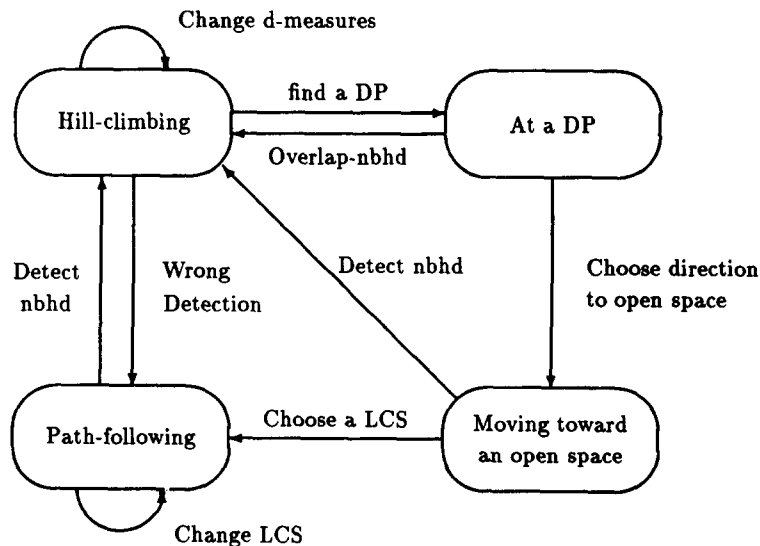 Change d-measures
Hill-climbing
find a DP
At a DP
Overlap-nbhd
Detect
nbhd
Wrong
Detection
Detect nbhd
Choose direction
to open space
Path-following
Choose a LCS
Moving toward
an open space
Change LCS